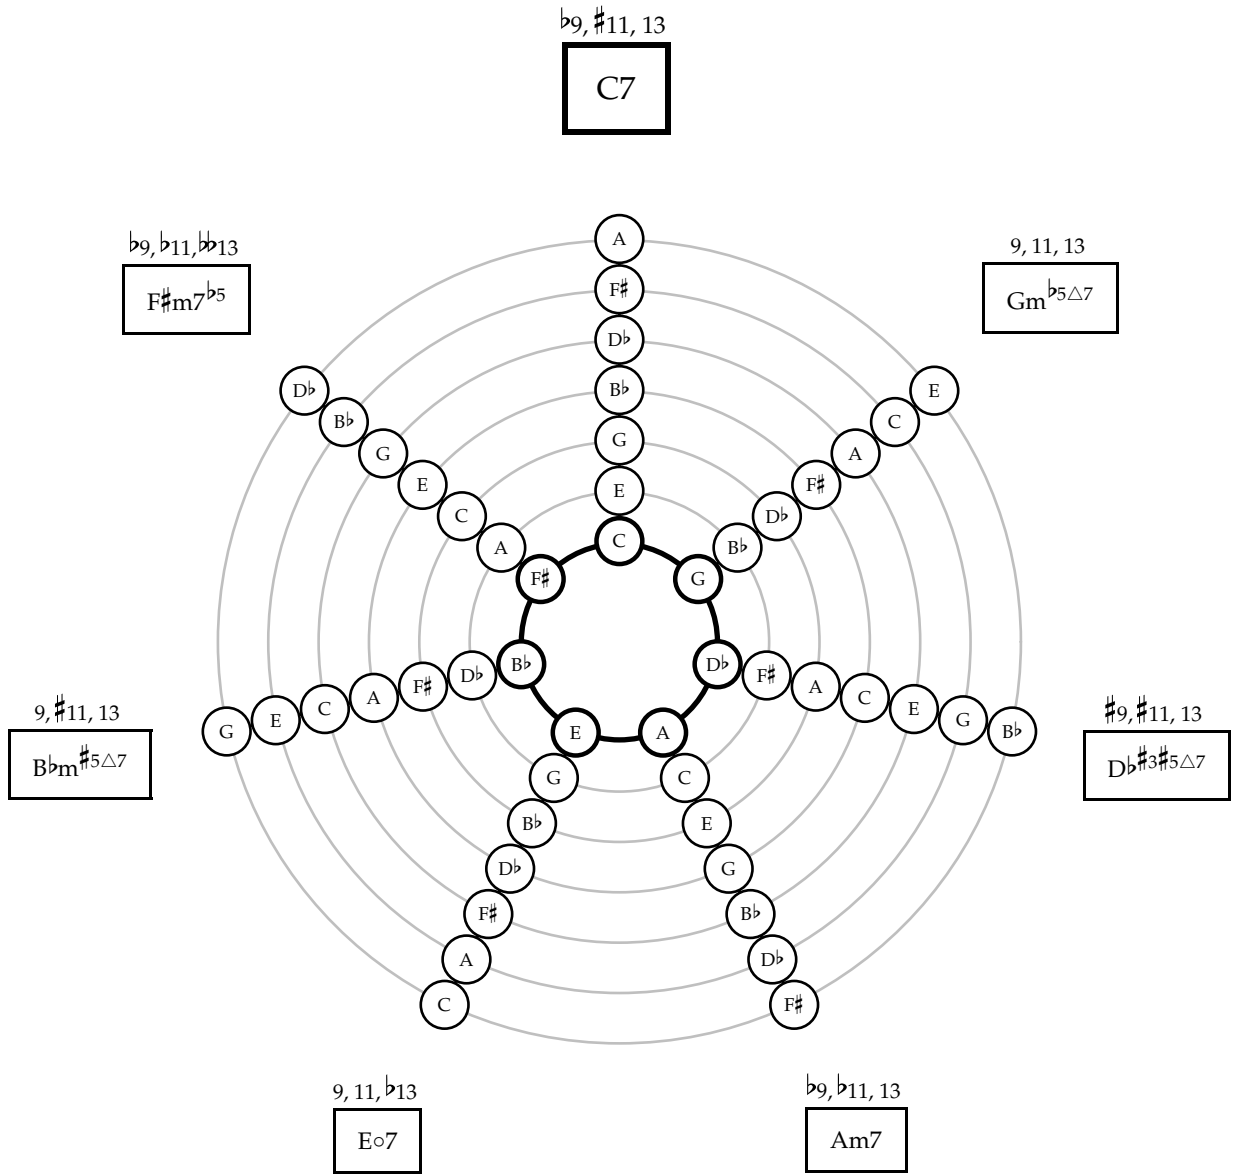 ♭9, ♯11, 13
C7
♭9, ♭11, 𝄫13
F♯m7♭5
9, 11, 13
Gm♭5△7
A
F♯
D♭
B♭
G
E
C
D♭
B♭
G
E
C
A
F♯
E
C
A
F♯
D♭
B♭
G
G
E
C
A
F♯
D♭
B♭
D♭
F♯
A
C
E
G
B♭
9, ♯11, 13
B♭m♯5△7
♯9, ♯11, 13
D♭♯3♯5△7
E
G
B♭
D♭
F♯
A
C
A
C
E
G
B♭
D♭
F♯
9, 11, ♭13
E○7
♭9, ♭11, 13
Am7